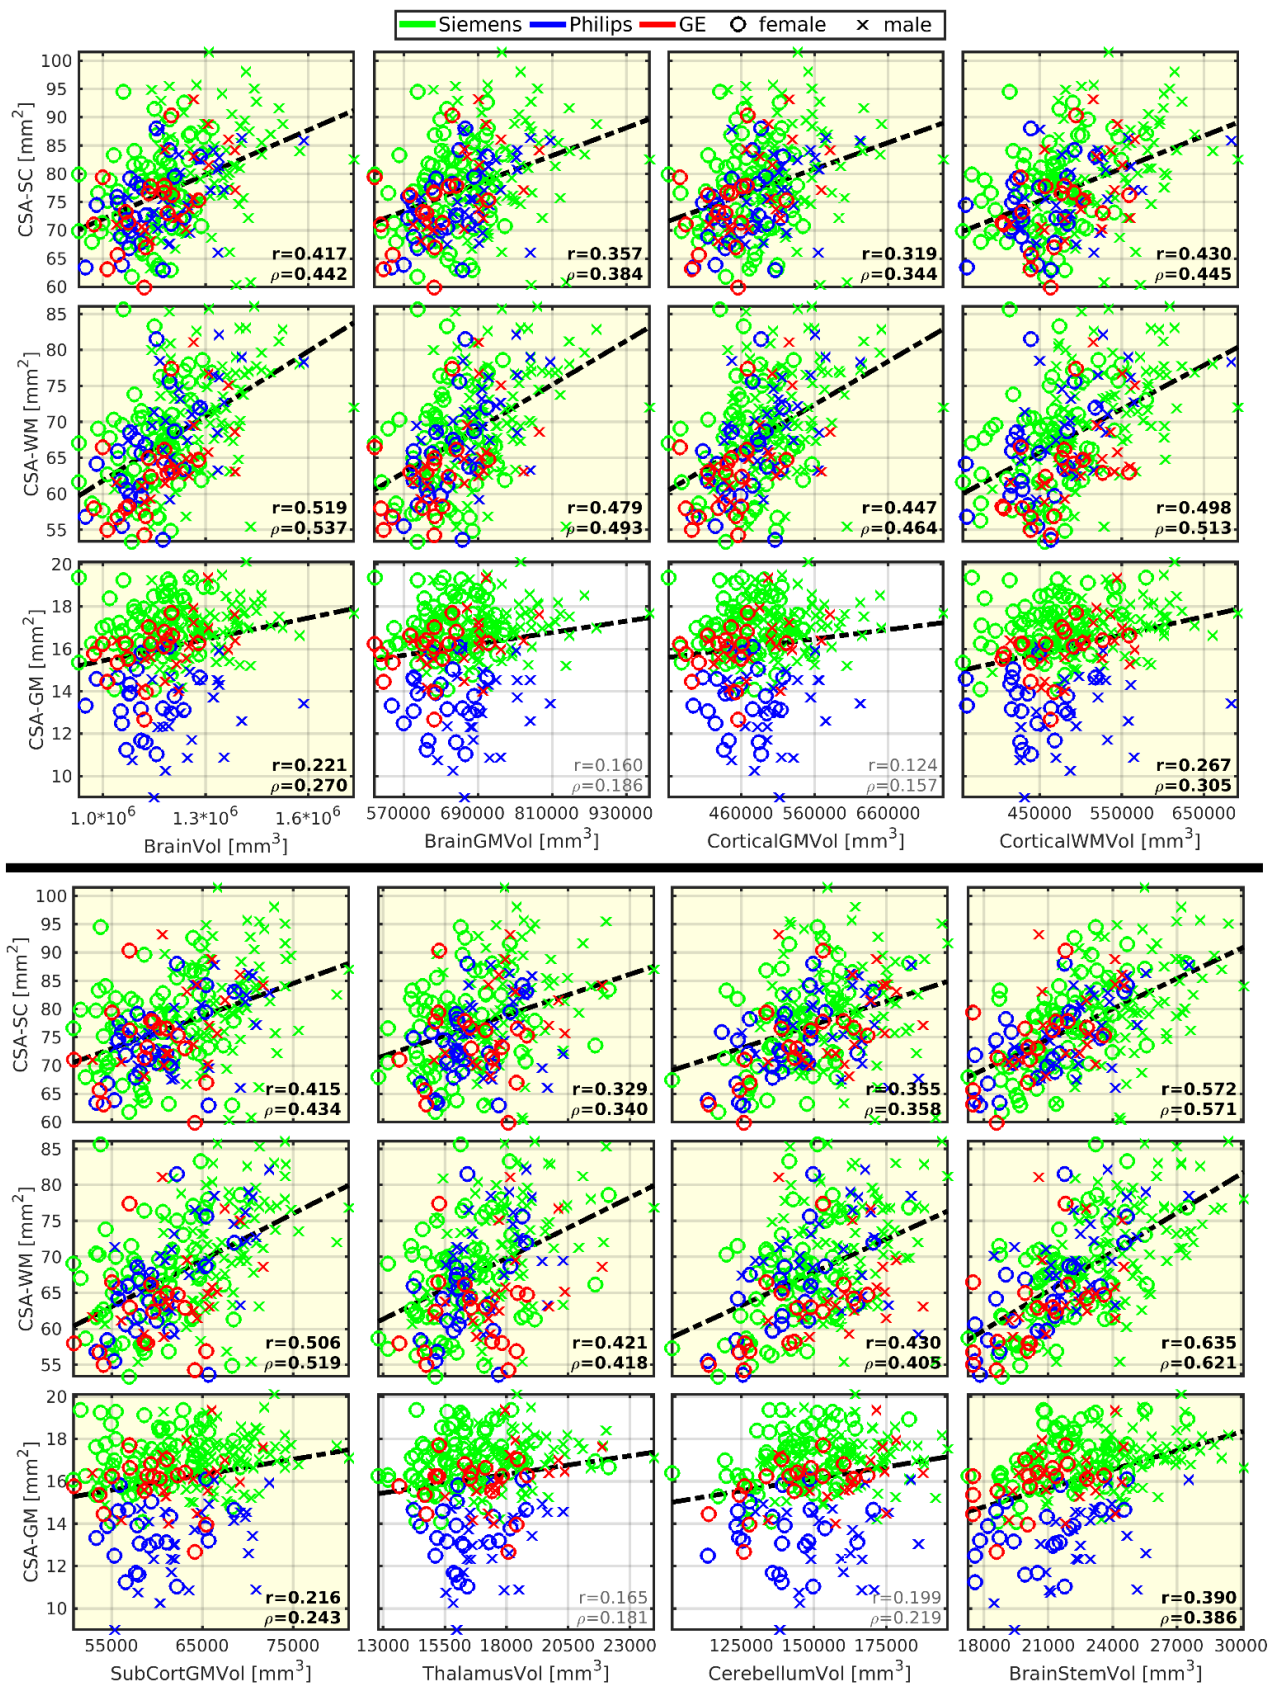 Siemens Philips GE female male
CSA-SC [mm²]
100
95
90
85
80
75
70
65
60
r=0.417
ρ=0.442
r=0.357
ρ=0.384
r=0.319
ρ=0.344
r=0.430
ρ=0.445
CSA-WM [mm²]
85
80
75
70
65
60
55
r=0.519
ρ=0.537
r=0.479
ρ=0.493
r=0.447
ρ=0.464
r=0.498
ρ=0.513
CSA-GM [mm²]
20
18
16
14
12
10
r=0.221
ρ=0.270
r=0.160
ρ=0.186
r=0.124
ρ=0.157
r=0.267
ρ=0.305
1.0*10⁶ 1.3*10⁶ 1.6*10⁶
570000 690000 810000 930000
460000 560000 660000
450000 550000 650000
BrainVol [mm³]
BrainGMVol [mm³]
CorticalGMVol [mm³]
CorticalWMVol [mm³]
CSA-SC [mm²]
100
95
90
85
80
75
70
65
60
r=0.415
ρ=0.434
r=0.329
ρ=0.340
r=0.355
ρ=0.358
r=0.572
ρ=0.571
CSA-WM [mm²]
85
80
75
70
65
60
55
r=0.506
ρ=0.519
r=0.421
ρ=0.418
r=0.430
ρ=0.405
r=0.635
ρ=0.621
CSA-GM [mm²]
20
18
16
14
12
10
r=0.216
ρ=0.243
r=0.165
ρ=0.181
r=0.199
ρ=0.219
r=0.390
ρ=0.386
55000 65000 75000
13000 15500 18000 20500 23000
125000 150000 175000
18000 21000 24000 27000 30000
SubCortGMVol [mm³]
ThalamusVol [mm³]
CerebellumVol [mm³]
BrainStemVol [mm³]